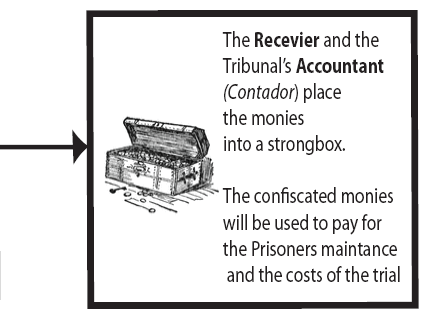 The Recevier and the
Tribunal's Accountant
(Contador) place
the monies
into a strongbox.
The confiscated monies
will be used to pay for
the Prisoners maintance
and the costs of the trial